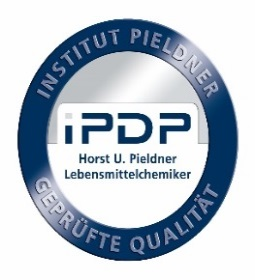 INSTITUT PIELDNER
iPDP
Horst U. Pieldner
Lebensmittelchemiker
GEPRÜFTE QUALITÄT